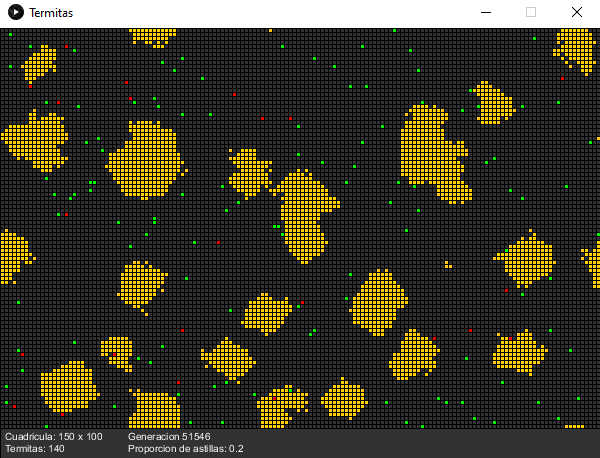 Termitas
Cuadricula: 150 x 100 Generacion 51546
Termitas: 140 Proporcion de astillas: 0.2